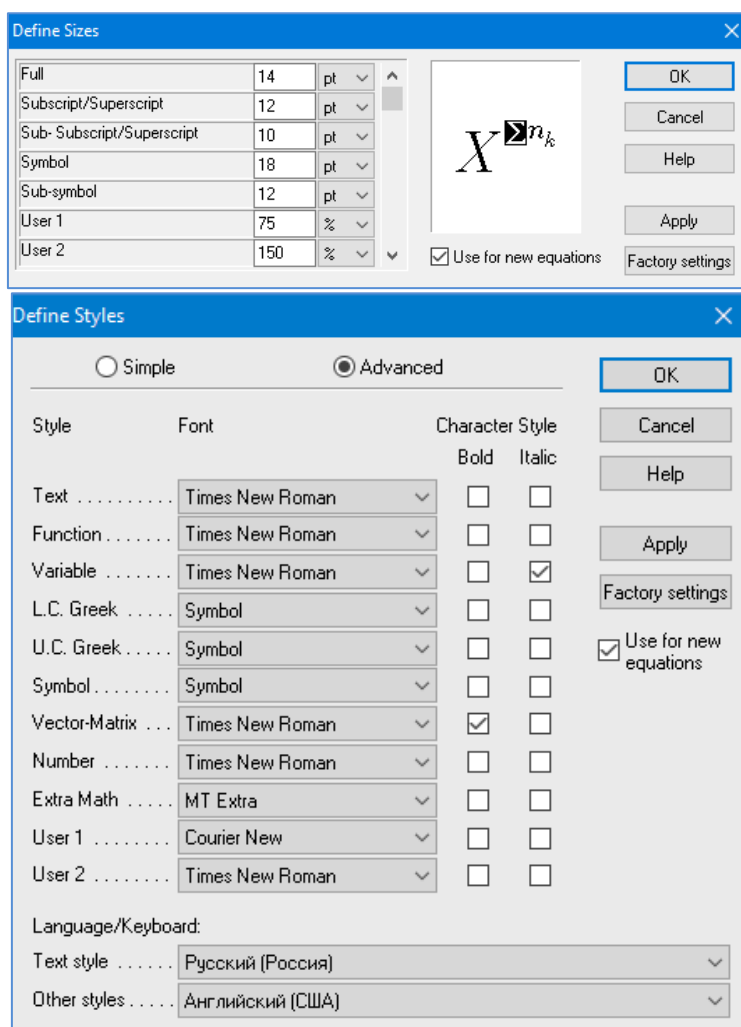 Define Sizes
Full 14 pt
Subscript/Superscript 12 pt
Sub- Subscript/Superscript 10 pt
Symbol 18 pt
Sub-symbol 12 pt
User 1 75 %
User 2 150 %
X Σ n k
Use for new equations
OK
Cancel
Help
Apply
Factory settings
Define Styles
Simple Advanced
Style Font Character Style
Bold Italic
Text . . . . . . . . . . Times New Roman
Function . . . . . . . Times New Roman
Variable . . . . . . . Times New Roman
L.C. Greek . . . . . Symbol
U.C. Greek . . . . . Symbol
Symbol . . . . . . . . Symbol
Vector-Matrix . . . Times New Roman
Number . . . . . . . Times New Roman
Extra Math . . . . . MT Extra
User 1 . . . . . . . . Courier New
User 2 . . . . . . . . Times New Roman
Language/Keyboard:
Text style . . . . . . Русский (Россия)
Other styles . . . . . Английский (США)
OK
Cancel
Help
Apply
Factory settings
Use for new
equations